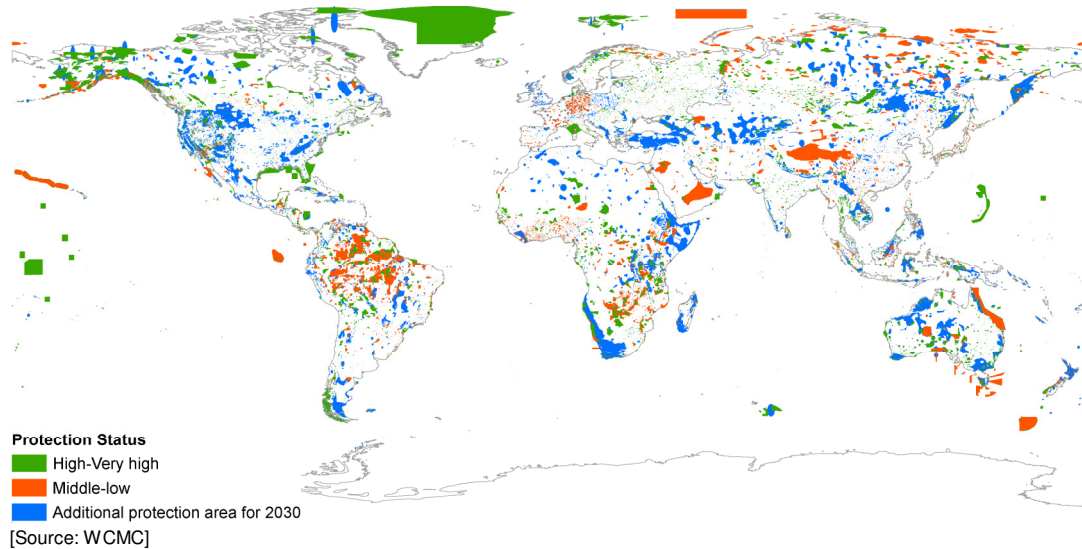 Protection Status
High-Very high
Middle-low
Additional protection area for 2030
[Source: WCMC]